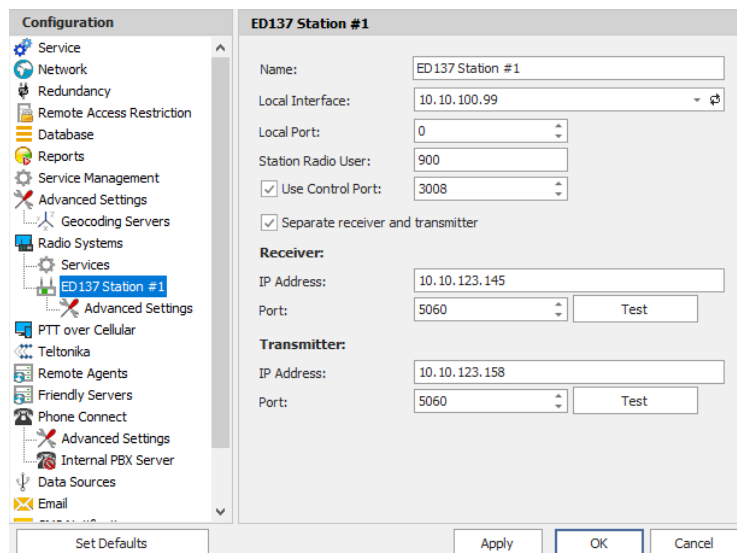 Configuration
Service
Network
Redundancy
Remote Access Restriction
Database
Reports
Service Management
Advanced Settings
Geocoding Servers
Radio Systems
Services
ED137 Station #1
Advanced Settings
PTT over Cellular
Teltonika
Remote Agents
Friendly Servers
Phone Connect
Advanced Settings
Internal PBX Server
Data Sources
Email
Set Defaults
ED137 Station #1
Name: ED137 Station #1
Local Interface: 10.10.100.99
Local Port: 0
Station Radio User: 900
Use Control Port: 3008
Separate receiver and transmitter
Receiver:
IP Address: 10.10.123.145
Port: 5060 Test
Transmitter:
IP Address: 10.10.123.158
Port: 5060 Test
Apply OK Cancel